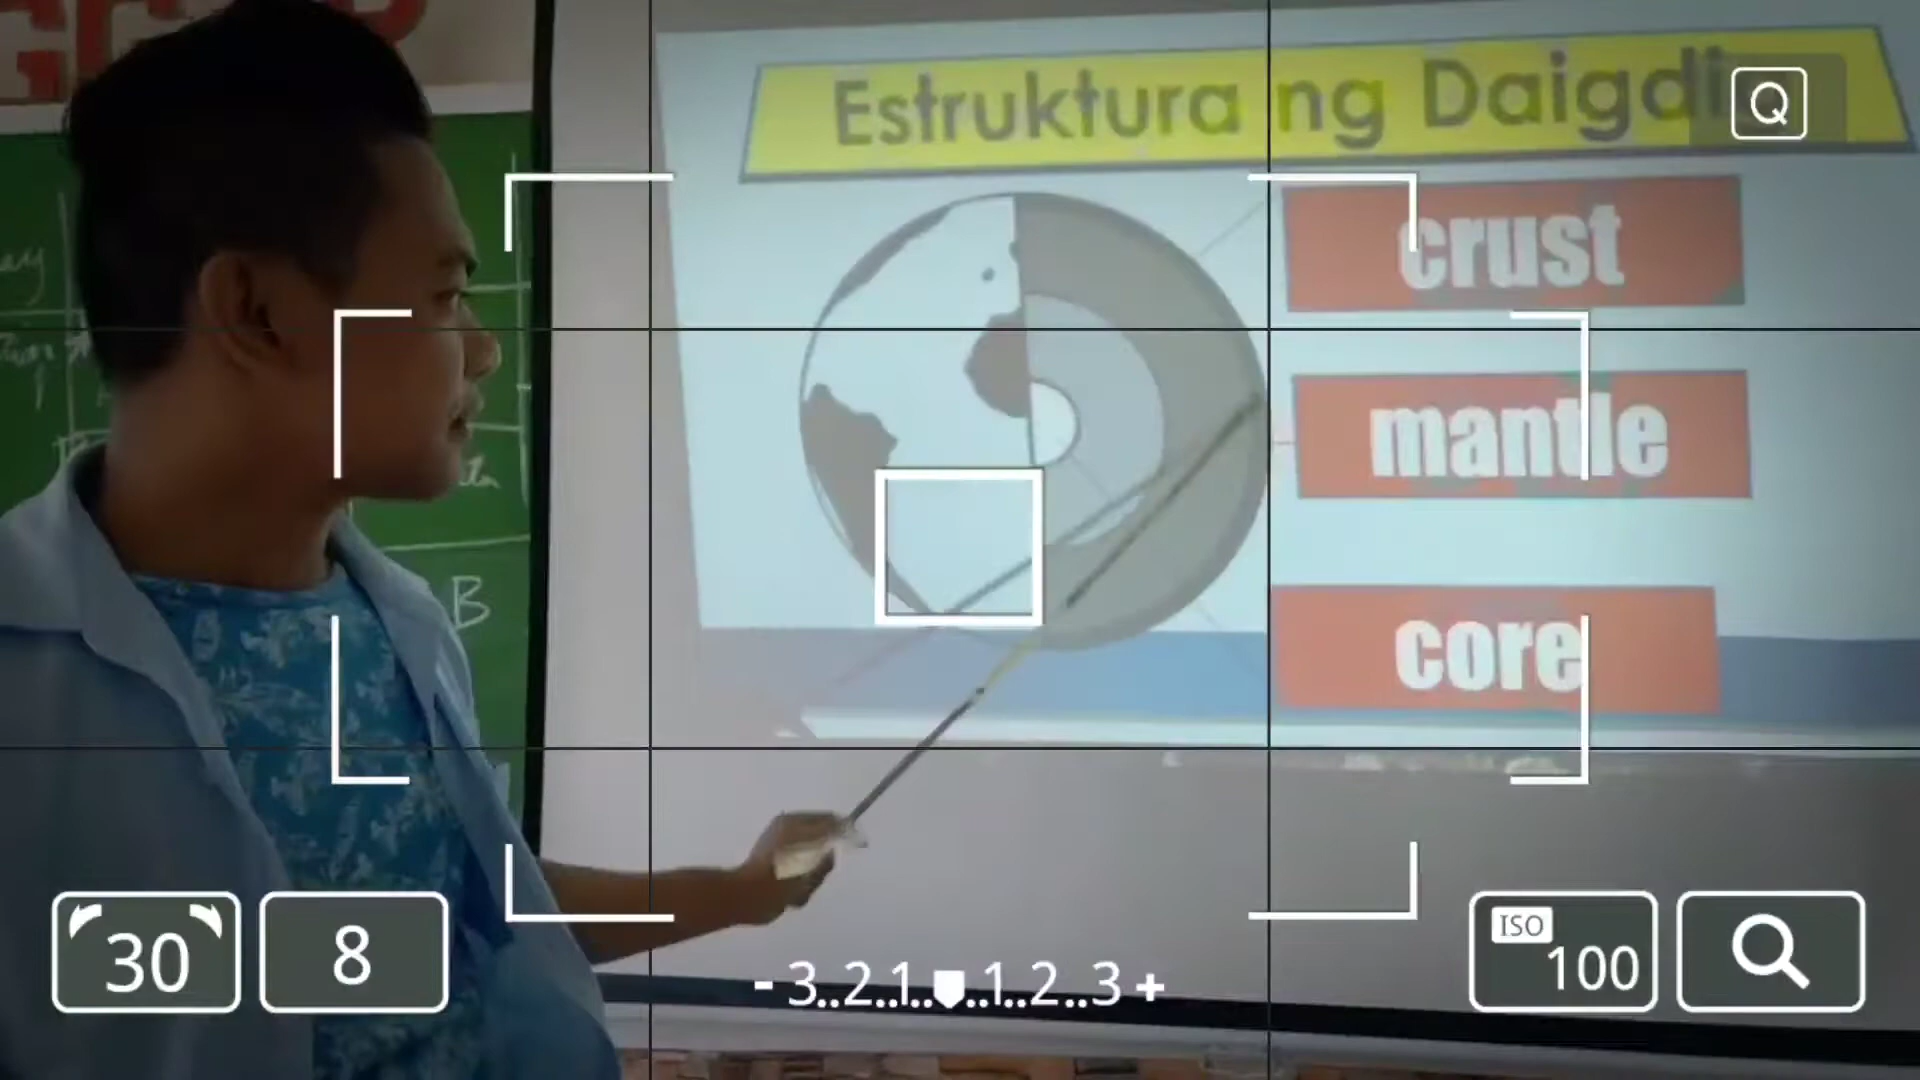 Estruktura ng Daigdi
Q
crust
mantle
core
B
30
8
- 3..2..1..  ..1..2..3 +
ISO
100